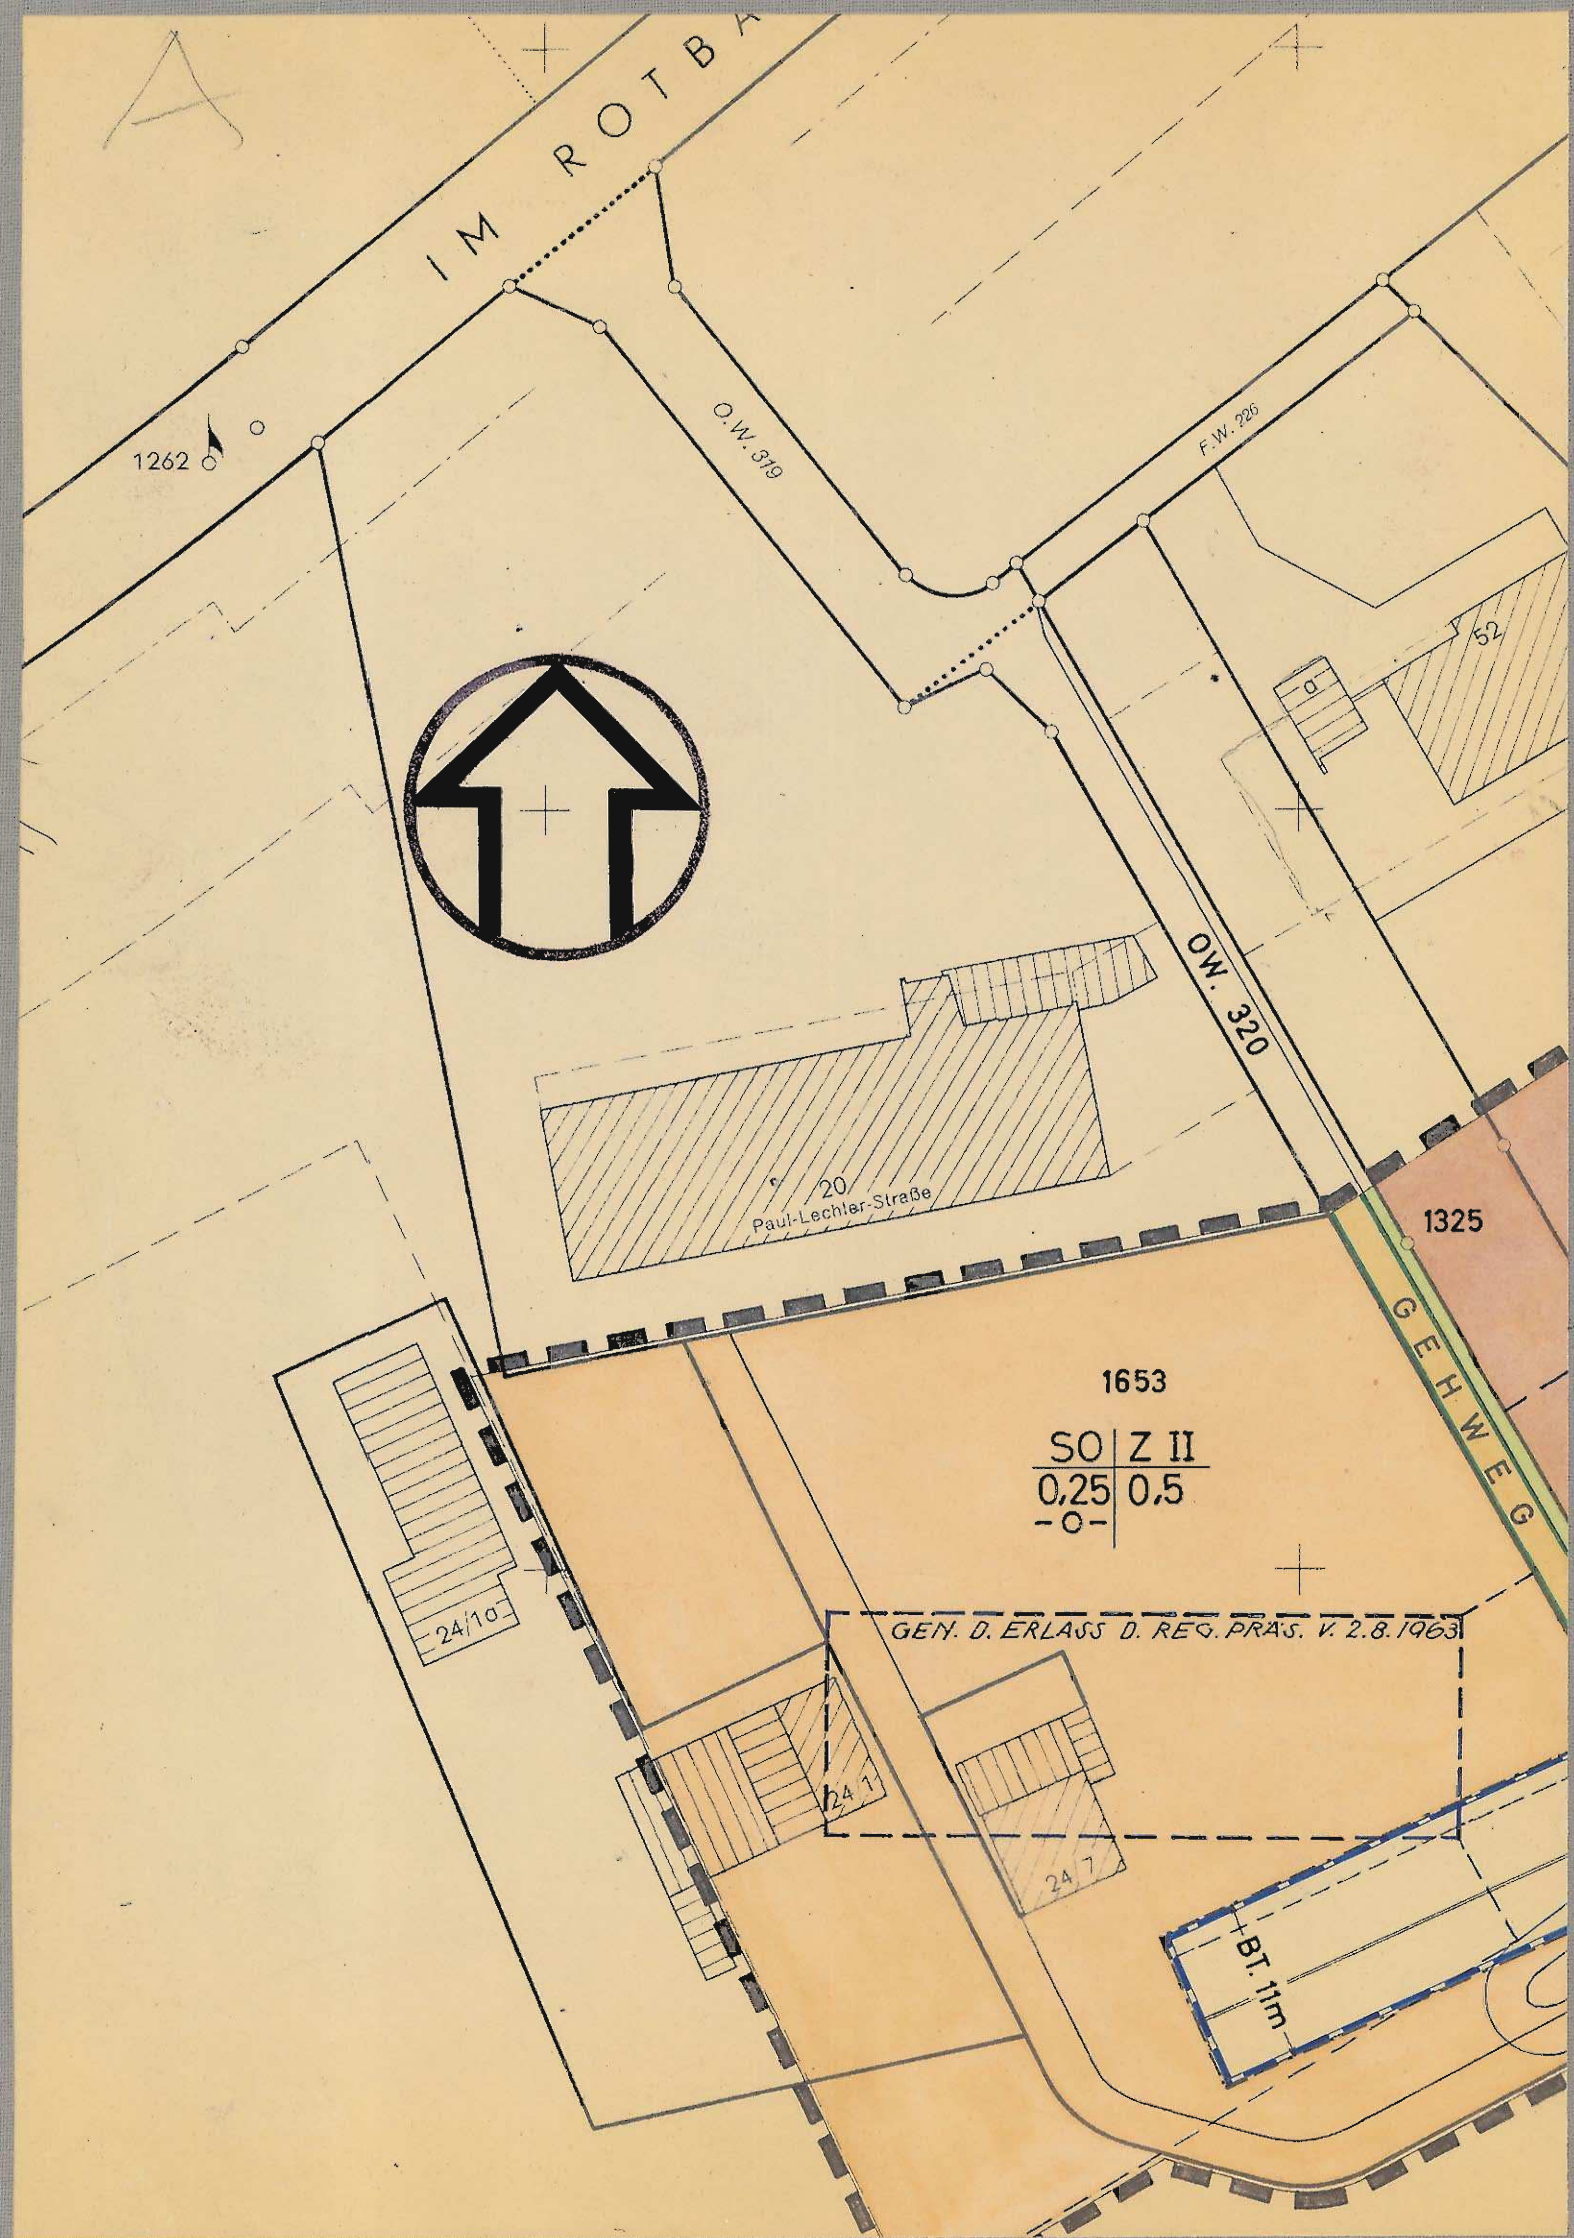 A
IM ROTBA
1262
O.W. 319
F.W. 226
52
a
OW. 320
20
Paul-Lechler-Straße
1325
GEHWEG
1653
SO Z II
0,25 0,5
-O-
24/1a
GEN. D. ERLASS D. REG. PRÄS. V. 2.8.1963
24 1
24 7
BT. 11m